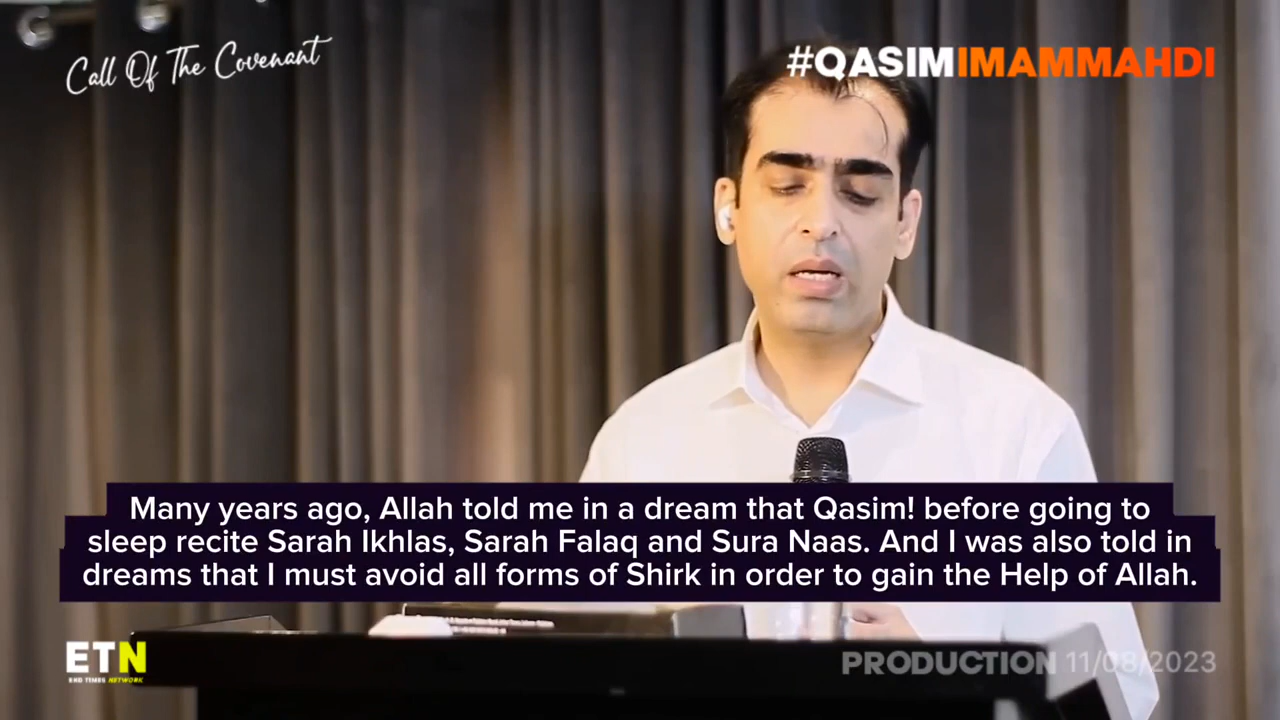 Call Of The Covenant
#QASIMIMAMMAHDI
Many years ago, Allah told me in a dream that Qasim! before going to
sleep recite Sarah Ikhlas, Sarah Falaq and Sura Naas. And I was also told in
dreams that I must avoid all forms of Shirk in order to gain the Help of Allah.
ETN
END TIMES NETWORK
PRODUCTION 11/08/2023